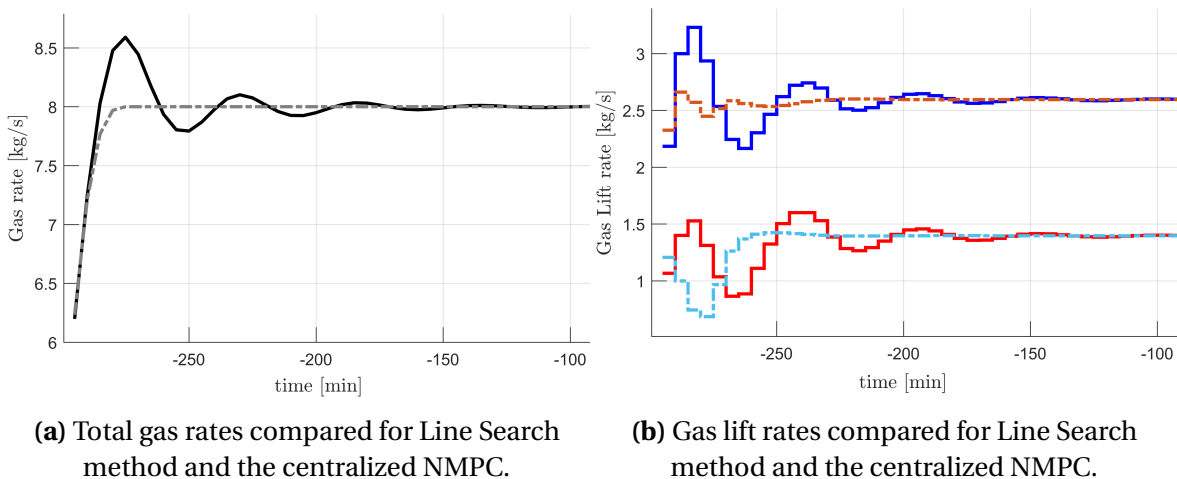 8.5
8
7.5
7
6.5
6
Gas rate [kg/s]
-250
-200
-150
-100
time [min]
3
2.5
2
1.5
1
Gas Lift rate [kg/s]
-250
-200
-150
-100
time [min]
(a) Total gas rates compared for Line Search
method and the centralized NMPC.
(b) Gas lift rates compared for Line Search
method and the centralized NMPC.